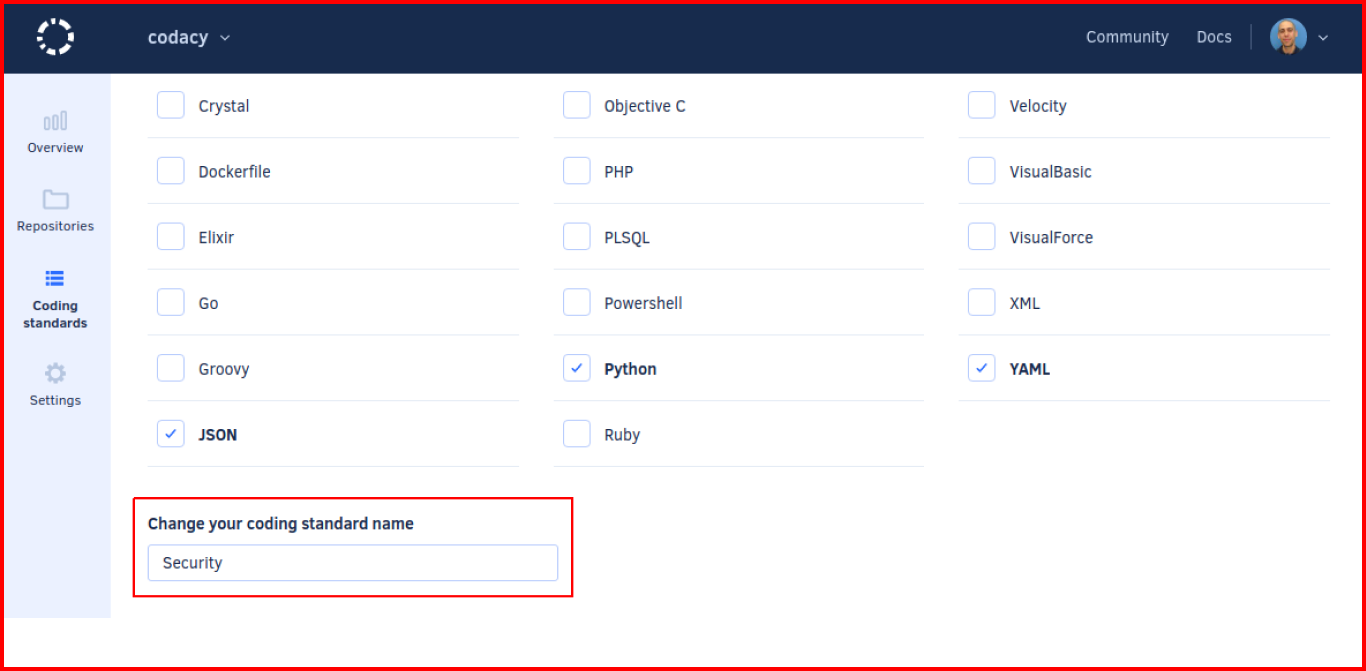 codacy
Community
Docs
Overview
Repositories
Coding
standards
Settings
Crystal
Objective C
Velocity
Dockerfile
PHP
VisualBasic
Elixir
PLSQL
VisualForce
Go
Powershell
XML
Groovy
Python
YAML
JSON
Ruby
Change your coding standard name
Security